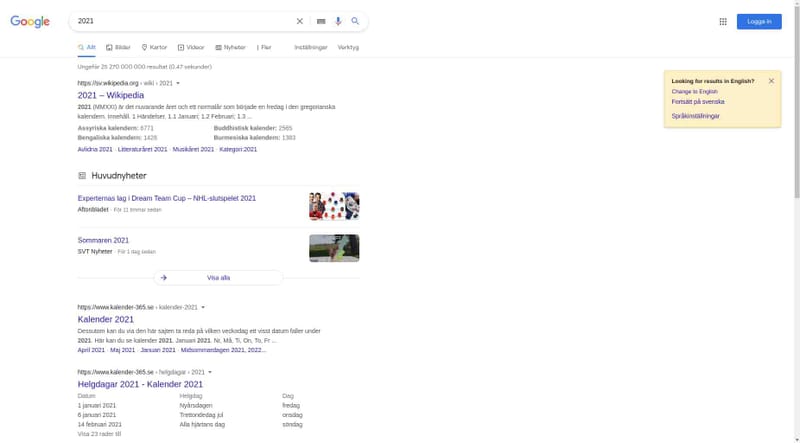 Google
2021
Logga in
Allt
Bilder
Kartor
Videor
Nyheter
Fler
Inställningar
Verktyg
Ungefär 25 270 000 000 resultat (0,47 sekunder)
https://sv.wikipedia.org › wiki › 2021
2021 – Wikipedia
2021 (MMXXI) är det nuvarande året och ett normalår som började en fredag i den gregorianska
kalendern. Innehåll. 1 Händelser. 1.1 Januari; 1.2 Februari; 1.3 ...
Assyriska kalendern: 6771
Buddhistisk kalender: 2565
Bengaliska kalendern: 1428
Burmesiska kalendern: 1383
Avlidna 2021 · Litteraturåret 2021 · Musikåret 2021 · Kategori:2021
Looking for results in English?
Change to English
Fortsätt på svenska
Språkinställningar
Huvudnyheter
Experternas lag i Dream Team Cup – NHL-slutspelet 2021
Aftonbladet · För 11 timmar sedan
Sommaren 2021
SVT Nyheter · För 1 dag sedan
Visa alla
https://www.kalender-365.se › kalender-2021
Kalender 2021
Dessutom kan du via den här sajten ta reda på vilken veckodag ett visst datum faller under
2021. Här kan du se kalender 2021. Januari 2021. Nr, Må, Ti, On, To, Fr ...
April 2021 · Maj 2021 · Januari 2021 · Midsommardagen 2021, 2022...
https://www.kalender-365.se › helgdagar › 2021
Helgdagar 2021 - Kalender 2021
Datum Helgdag Dag
1 januari 2021 Nyårsdagen fredag
6 januari 2021 Trettondedag jul onsdag
14 februari 2021 Alla hjärtans dag söndag
Visa 23 rader till